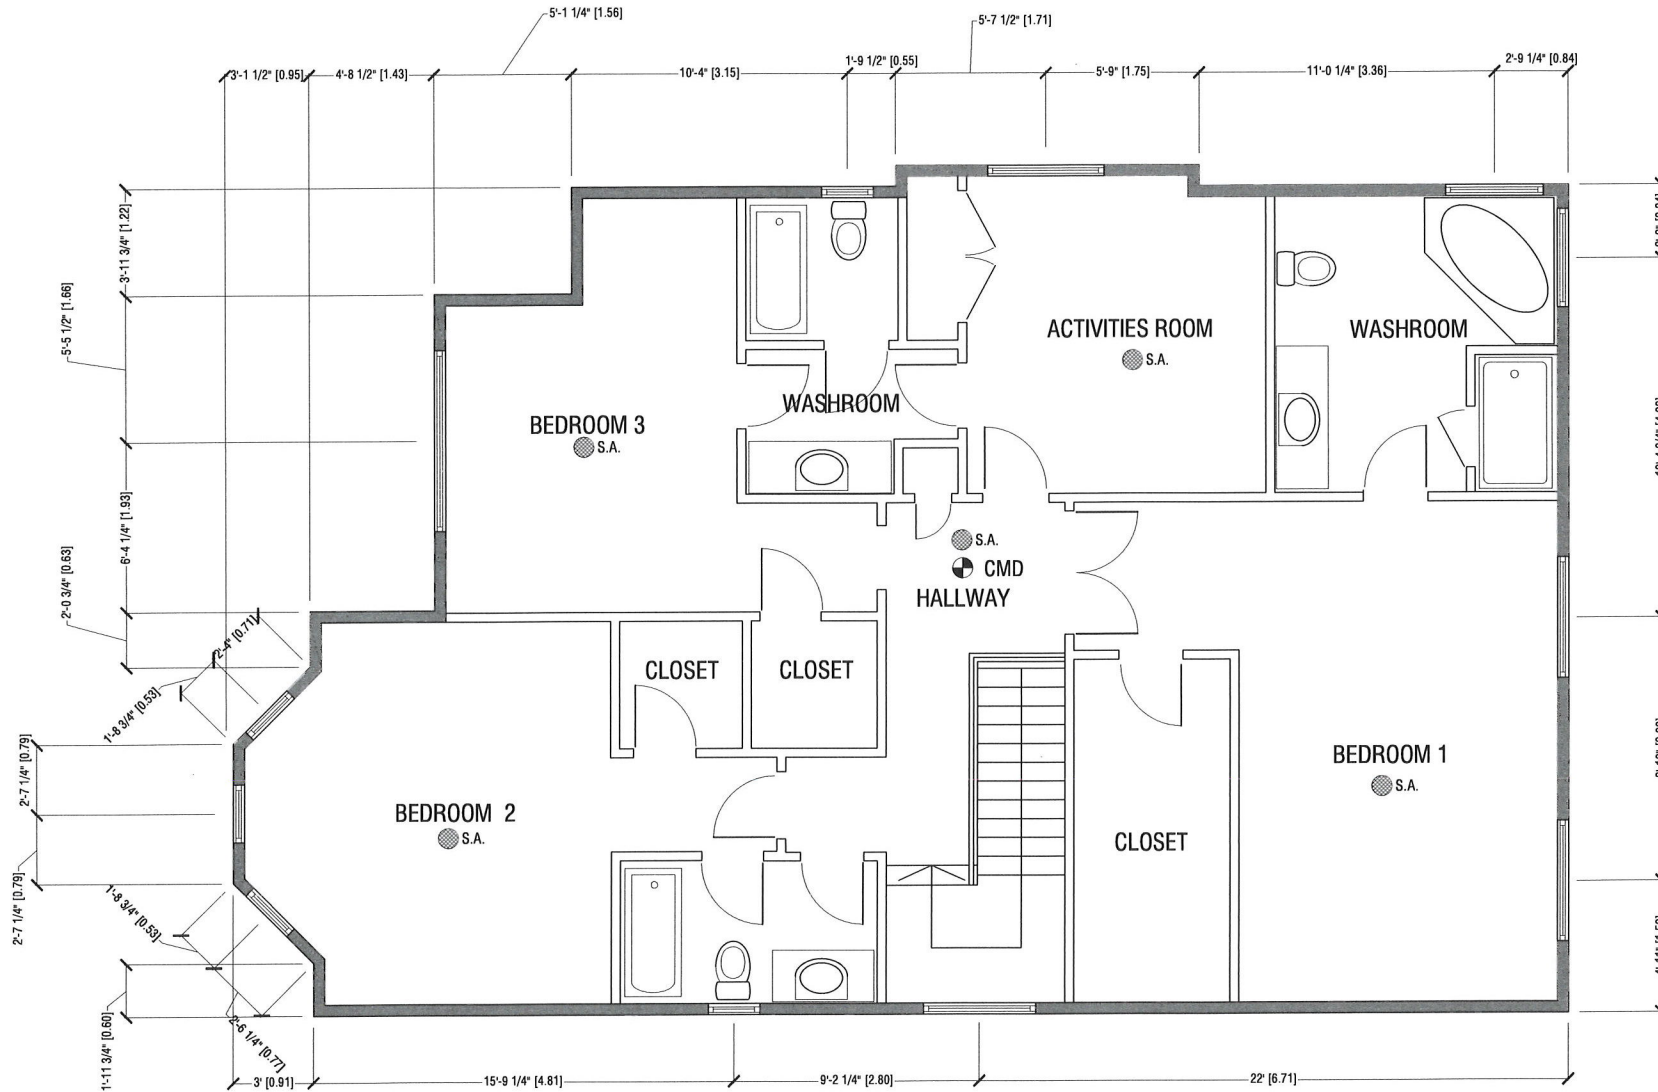 5'-1 1/4" [1.56]
5'-7 1/2" [1.71]
3'-1 1/2" [0.95]
4'-8 1/2" [1.43]
10'-4" [3.15]
1'-9 1/2" [0.55]
5'-9" [1.75]
11'-0 1/4" [3.36]
2'-9 1/4" [0.84]
3'-11 3/4" [1.22]
5'-5 1/2" [1.66]
6'-4 1/4" [1.93]
2'-0 3/4" [0.63]
2'-4" [0.71]
1'-8 3/4" [0.53]
2'-7 1/4" [0.79]
2'-7 1/4" [0.79]
1'-8 3/4" [0.53]
2'-6 1/4" [0.77]
1'-11 3/4" [0.60]
ACTIVITIES ROOM
S.A.
WASHROOM
WASHROOM
BEDROOM 3
S.A.
S.A.
CMD
HALLWAY
CLOSET
CLOSET
BEDROOM 1
S.A.
BEDROOM 2
S.A.
CLOSET
3' [0.91]
15'-9 1/4" [4.81]
9'-2 1/4" [2.80]
22' [6.71]